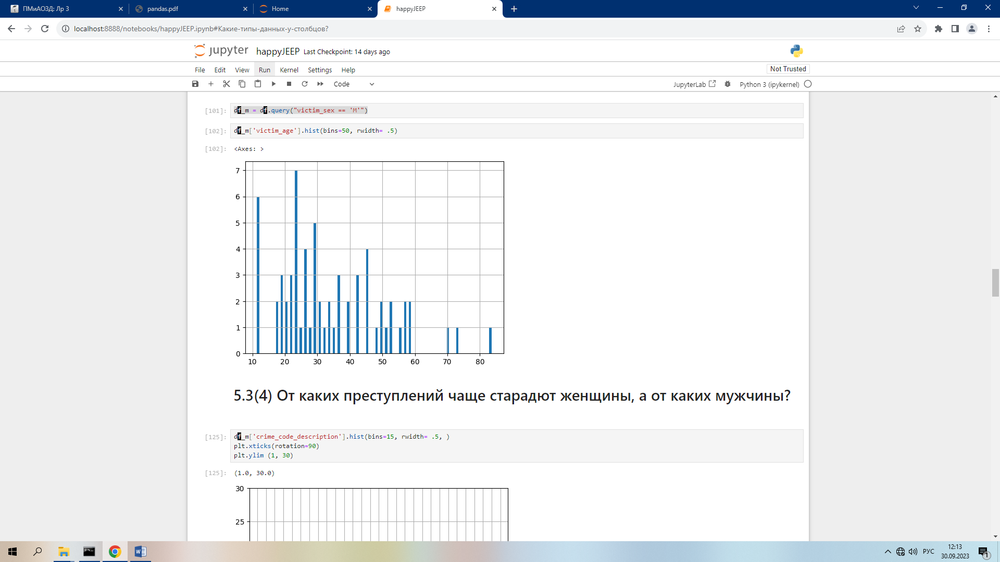 ПМиАОЗД: Лр 3
pandas.pdf
Home
happyJEEP
localhost:8888/notebooks/happyJEEP.ipynb#Какие-типы-данных-у-столбцов?
jupyter happyJEEP Last Checkpoint: 14 days ago
File Edit View Run Kernel Settings Help
Not Trusted
Code
JupyterLab
Python 3 (ipykernel)
[101]: df_m = df.query("victim_sex == 'M'")
[102]: df_m['victim_age'].hist(bins=50, rwidth= .5)
[102]: <Axes: >
7
6
5
4
3
2
1
0
10 20 30 40 50 60 70 80
5.3(4) От каких преступлений чаще старадют женщины, а от каких мужчины?
[125]: df_m['crime_code_description'].hist(bins=15, rwidth= .5, )
plt.xticks(rotation=90)
plt.ylim (1, 30)
[125]: (1.0, 30.0)
30
25
РУС
12:13
30.09.2023
1